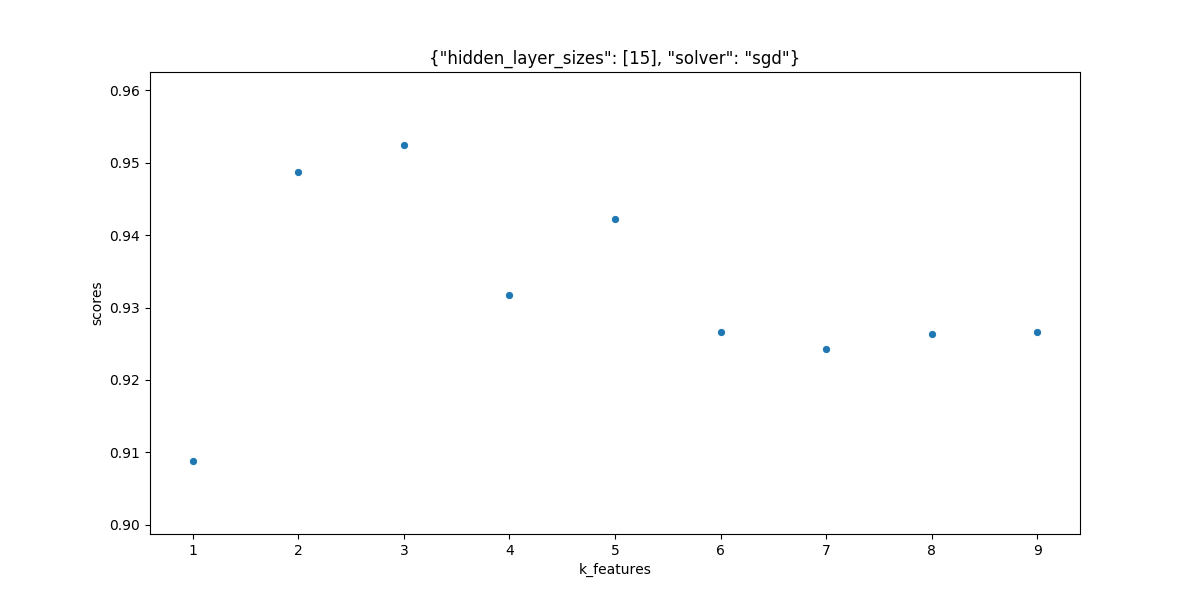 {"hidden_layer_sizes": [15], "solver": "sgd"}
0.96
0.95
0.94
0.93
0.92
0.91
0.90
scores
1 2 3 4 5 6 7 8 9
k_features